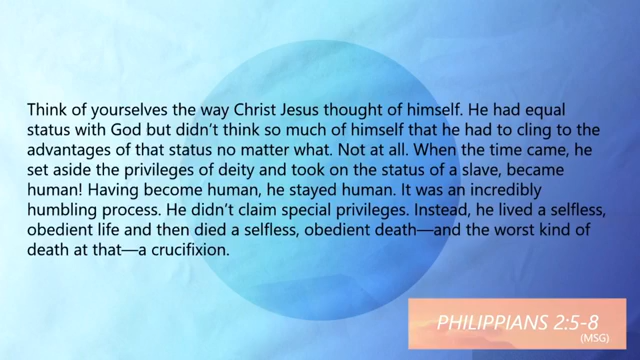 Think of yourselves the way Christ Jesus thought of himself. He had equal
status with God but didn’t think so much of himself that he had to cling to the
advantages of that status no matter what. Not at all. When the time came, he
set aside the privileges of deity and took on the status of a slave, became
human! Having become human, he stayed human. It was an incredibly
humbling process. He didn’t claim special privileges. Instead, he lived a selfless,
obedient life and then died a selfless, obedient death—and the worst kind of
death at that—a crucifixion.
PHILIPPIANS 2:5-8
(MSG)